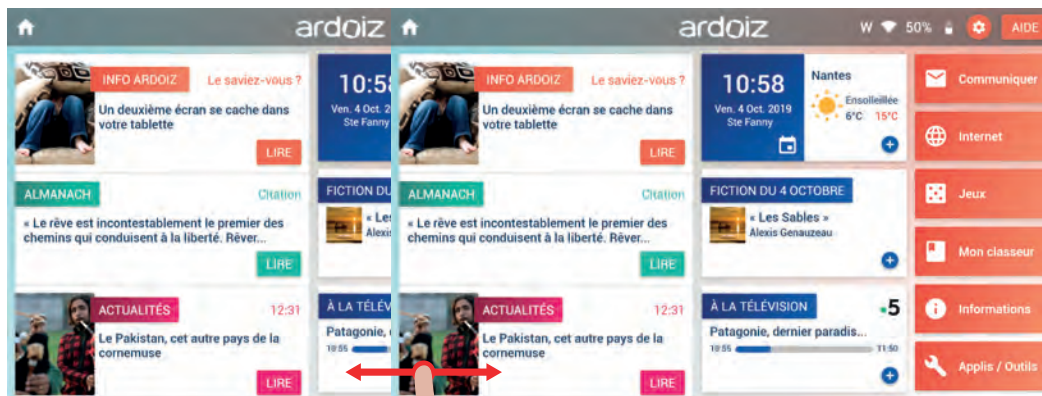 ardoiz
INFO ARDOIZ
Le saviez-vous ?
Un deuxième écran se cache dans
votre tablette
LIRE
10:58
Ven. 4 Oct. 2
Ste Fanny
ALMANACH
Citation
« Le rêve est incontestablement le premier des
chemins qui conduisent à la liberté. Rêver...
LIRE
FICTION DU
« Les
Alexis
ACTUALITÉS
12:31
Le Pakistan, cet autre pays de la
cornemuse
LIRE
À LA TÉLÉV
Patagonie,
10:55
ardoiz
W
50%
AIDE
INFO ARDOIZ
Le saviez-vous ?
Un deuxième écran se cache dans
votre tablette
LIRE
10:58
Ven. 4 Oct. 2019
Ste Fanny
Nantes
Ensolleillée
6°C 15°C
ALMANACH
Citation
« Le rêve est incontestablement le premier des
chemins qui conduisent à la liberté. Rêver...
LIRE
FICTION DU 4 OCTOBRE
« Les Sables »
Alexis Genauzeau
ACTUALITÉS
12:31
Le Pakistan, cet autre pays de la
cornemuse
LIRE
À LA TÉLÉVISION
5
Patagonie, dernier paradis...
10:55
11:50
Communiquer
Internet
Jeux
Mon classeur
Informations
Applis / Outils